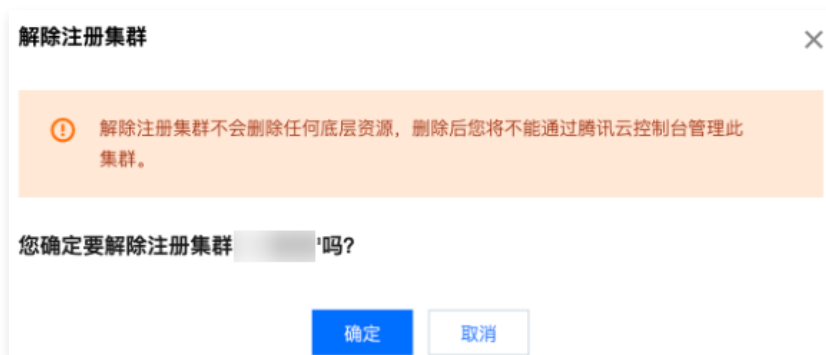 解除注册集群
解除注册集群不会删除任何底层资源，删除后您将不能通过腾讯云控制台管理此
集群。
您确定要解除注册集群 '吗?
确定 取消